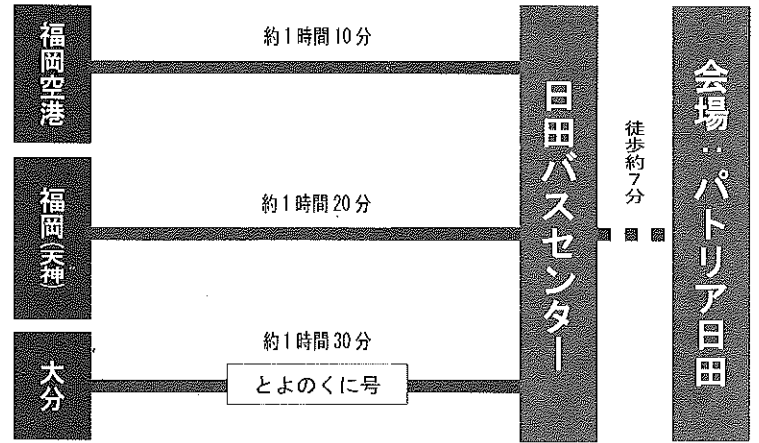 福岡空港
約1時間10分
福岡(天神)
約1時間20分
大分
約1時間30分
とよのくに号
日田バスセンター
徒歩約7分
会場:パトリア日田